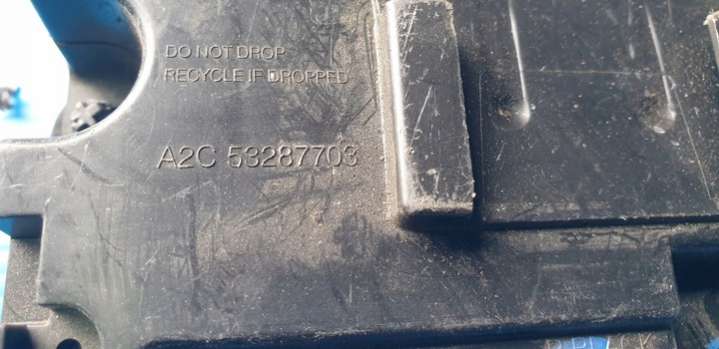 DO NOT DROP
RECYCLE IF DROPPED
A2C 53287703